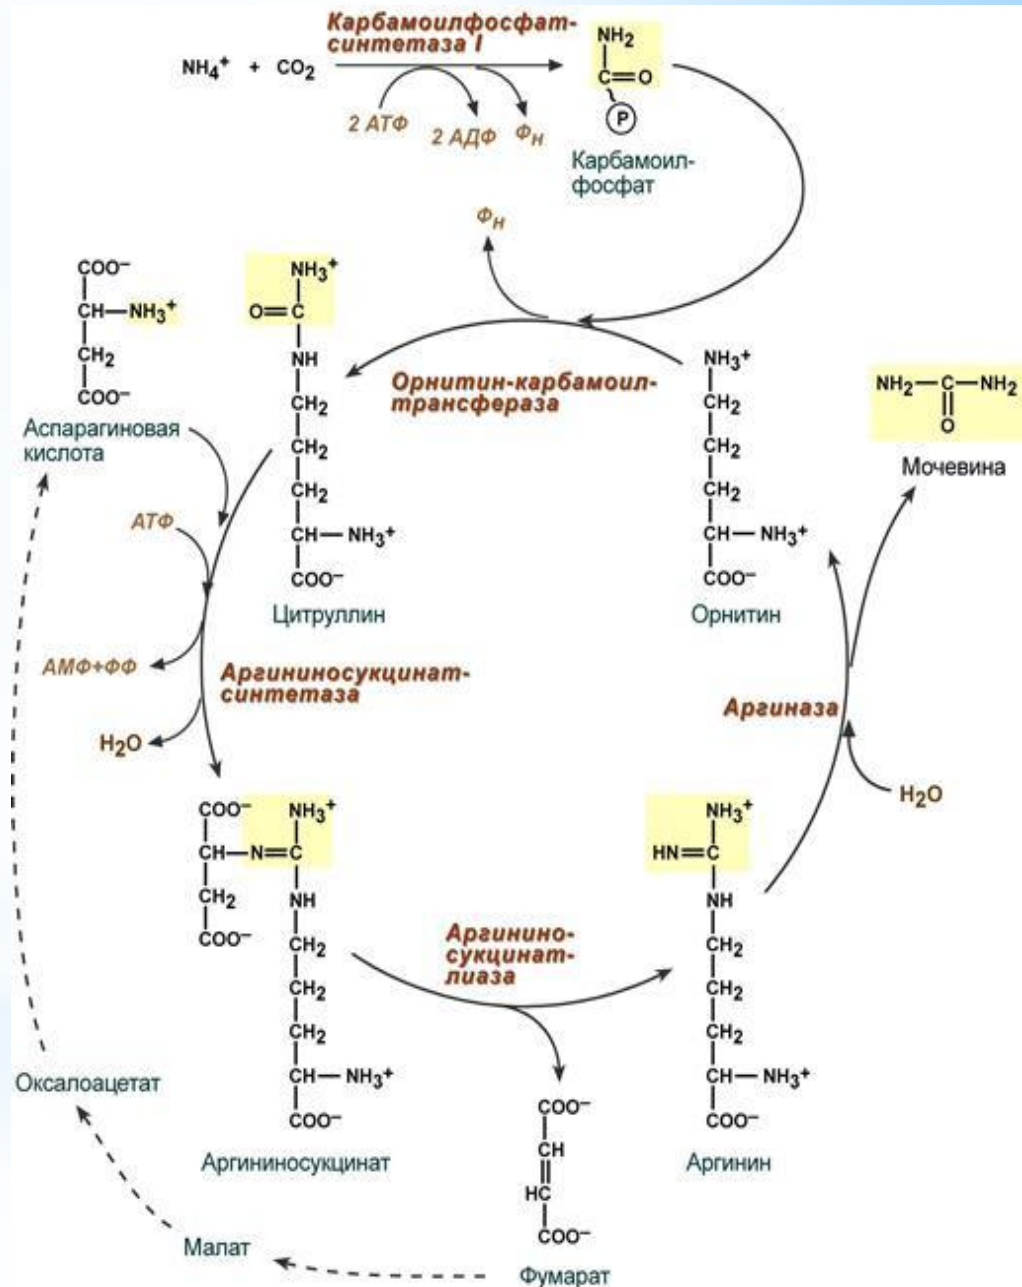 Карбамоилфосфат-
синтетаза I
NH₄⁺ + CO₂
2 АТФ
2 АДФ
Фн
NH₂
C=O
P
Карбамоил-
фосфат
Фн
COO⁻
CH—NH₃⁺
CH₂
COO⁻
Аспарагиновая
кислота
NH₃⁺
O=C
NH
CH₂
CH₂
CH₂
CH—NH₃⁺
COO⁻
Цитруллин
Орнитин-карбамоил-
трансфераза
NH₃⁺
CH₂
CH₂
CH₂
CH—NH₃⁺
COO⁻
Орнитин
NH₂—C—NH₂
O
Мочевина
АТФ
АМФ+ФФ
H₂O
Аргининосукцинат-
синтетаза
Аргиназа
H₂O
COO⁻
NH₃⁺
CH—N=C
CH₂
NH
COO⁻
CH₂
CH₂
CH₂
CH—NH₃⁺
COO⁻
Аргининосукцинат
Аргинино-
сукцинат-
лиаза
NH₃⁺
HN=C
NH
CH₂
CH₂
CH₂
CH—NH₃⁺
COO⁻
Аргинин
COO⁻
CH
HC
COO⁻
Фумарат
Малат
Оксалоацетат